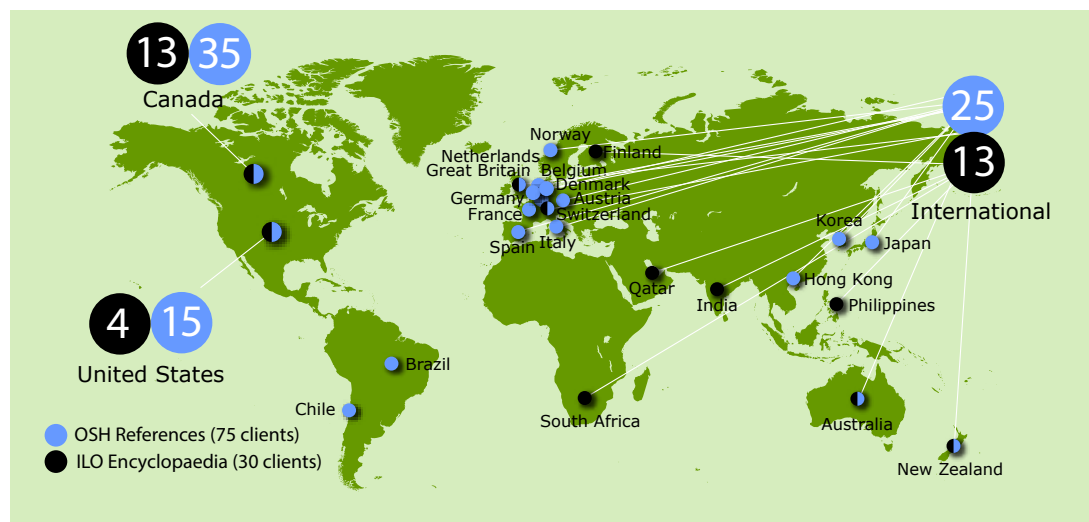 13 35
Canada
25
13
International
Norway
Finland
Netherlands
Great Britain Belgium
Denmark
Germany Austria
France Switzerland
Spain Italy
Korea
Japan
Qatar
India
Hong Kong
Philippines
4 15
United States
Brazil
Chile
South Africa
Australia
New Zealand
OSH References (75 clients)
ILO Encyclopaedia (30 clients)